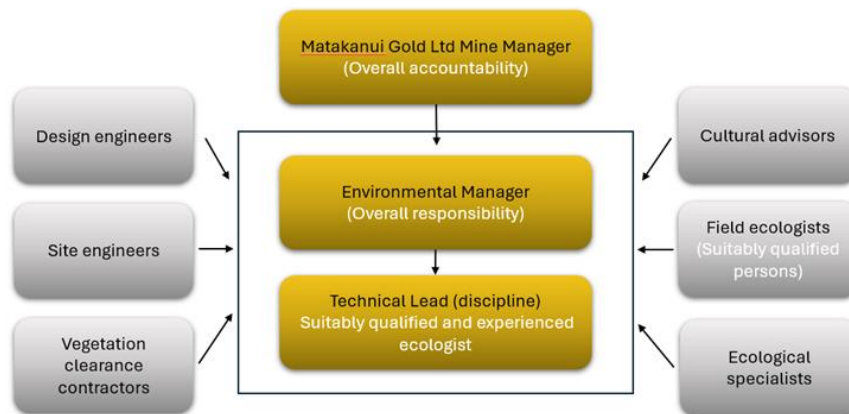 Matakanui Gold Ltd Mine Manager
(Overall accountability)
Design engineers
Cultural advisors
Environmental Manager
(Overall responsibility)
Site engineers
Field ecologists
(Suitably qualified
persons)
Technical Lead (discipline)
Suitably qualified and experienced
ecologist
Vegetation
clearance
contractors
Ecological
specialists